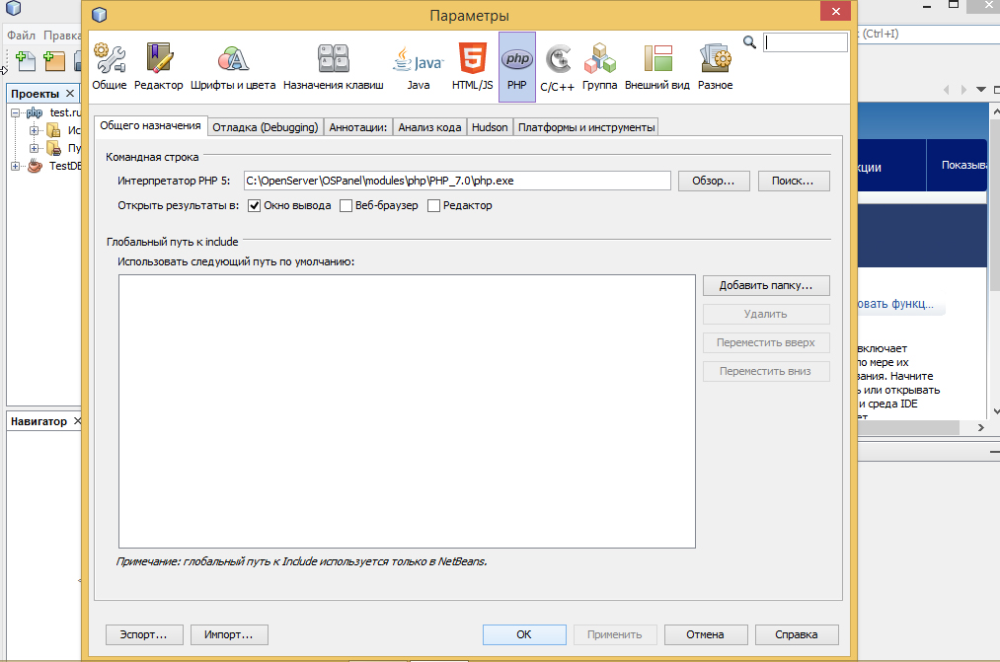 Параметры
Файл Правка
(Ctrl+I)
Общие Редактор Шрифты и цвета Назначения клавиш Java HTML/JS PHP C/C++ Группа Внешний вид Разное
Проекты
test.ru
Ис
Пу
TestDB
Общего назначения Отладка (Debugging) Аннотации: Анализ кода Hudson Платформы и инструменты
Командная строка
Интерпретатор PHP 5: C:\OpenServer\OSPanel\modules\php\PHP_7.0\php.exe Обзор... Поиск...
Открыть результаты в: Окно вывода Веб-браузер Редактор
Глобальный путь к include
Использовать следующий путь по умолчанию:
Добавить папку...
Удалить
Переместить вверх
Переместить вниз
Примечание: глобальный путь к Include используется только в NetBeans.
Эспорт... Импорт... OK Применить Отмена Справка
Навигатор
кции Показыва
овать функц...
включает
по мере их
вания. Начните
ь или открывать
и среда IDE
ет